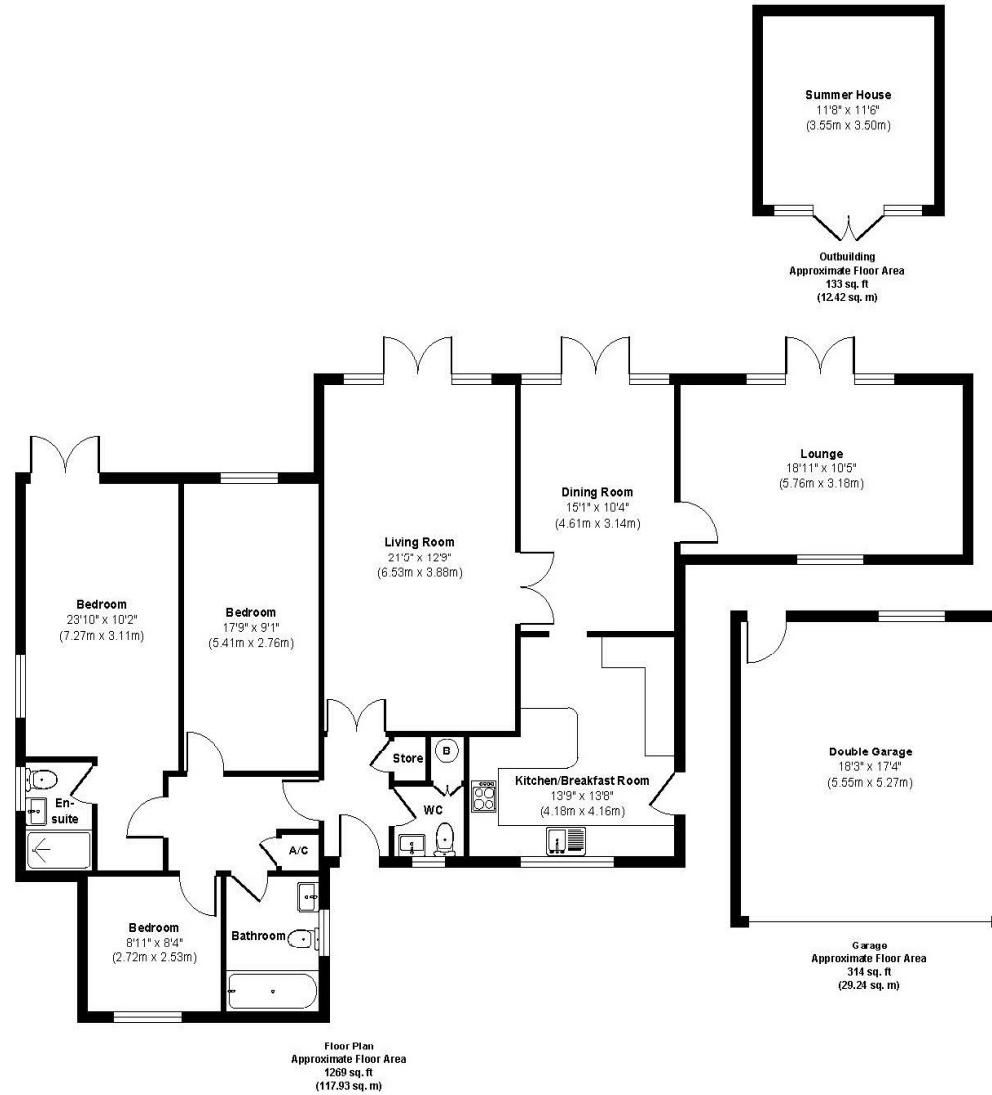 Summer House
11'8" x 11'6"
(3.55m x 3.50m)
Outbuilding
Approximate Floor Area
133 sq. ft
(12.42 sq. m)
Lounge
18'11" x 10'5"
(5.76m x 3.18m)
Dining Room
15'1" x 10'4"
(4.61m x 3.14m)
Living Room
21'5" x 12'9"
(6.53m x 3.88m)
Bedroom
23'10" x 10'2"
(7.27m x 3.11m)
Bedroom
17'9" x 9'1"
(5.41m x 2.76m)
Store
B
Kitchen/Breakfast Room
13'9" x 13'8"
(4.18m x 4.16m)
Double Garage
18'3" x 17'4"
(5.55m x 5.27m)
En-
suite
WC
A/C
Bedroom
8'11" x 8'4"
(2.72m x 2.53m)
Bathroom
Garage
Approximate Floor Area
314 sq. ft
(29.24 sq. m)
Floor Plan
Approximate Floor Area
1269 sq. ft
(117.93 sq. m)